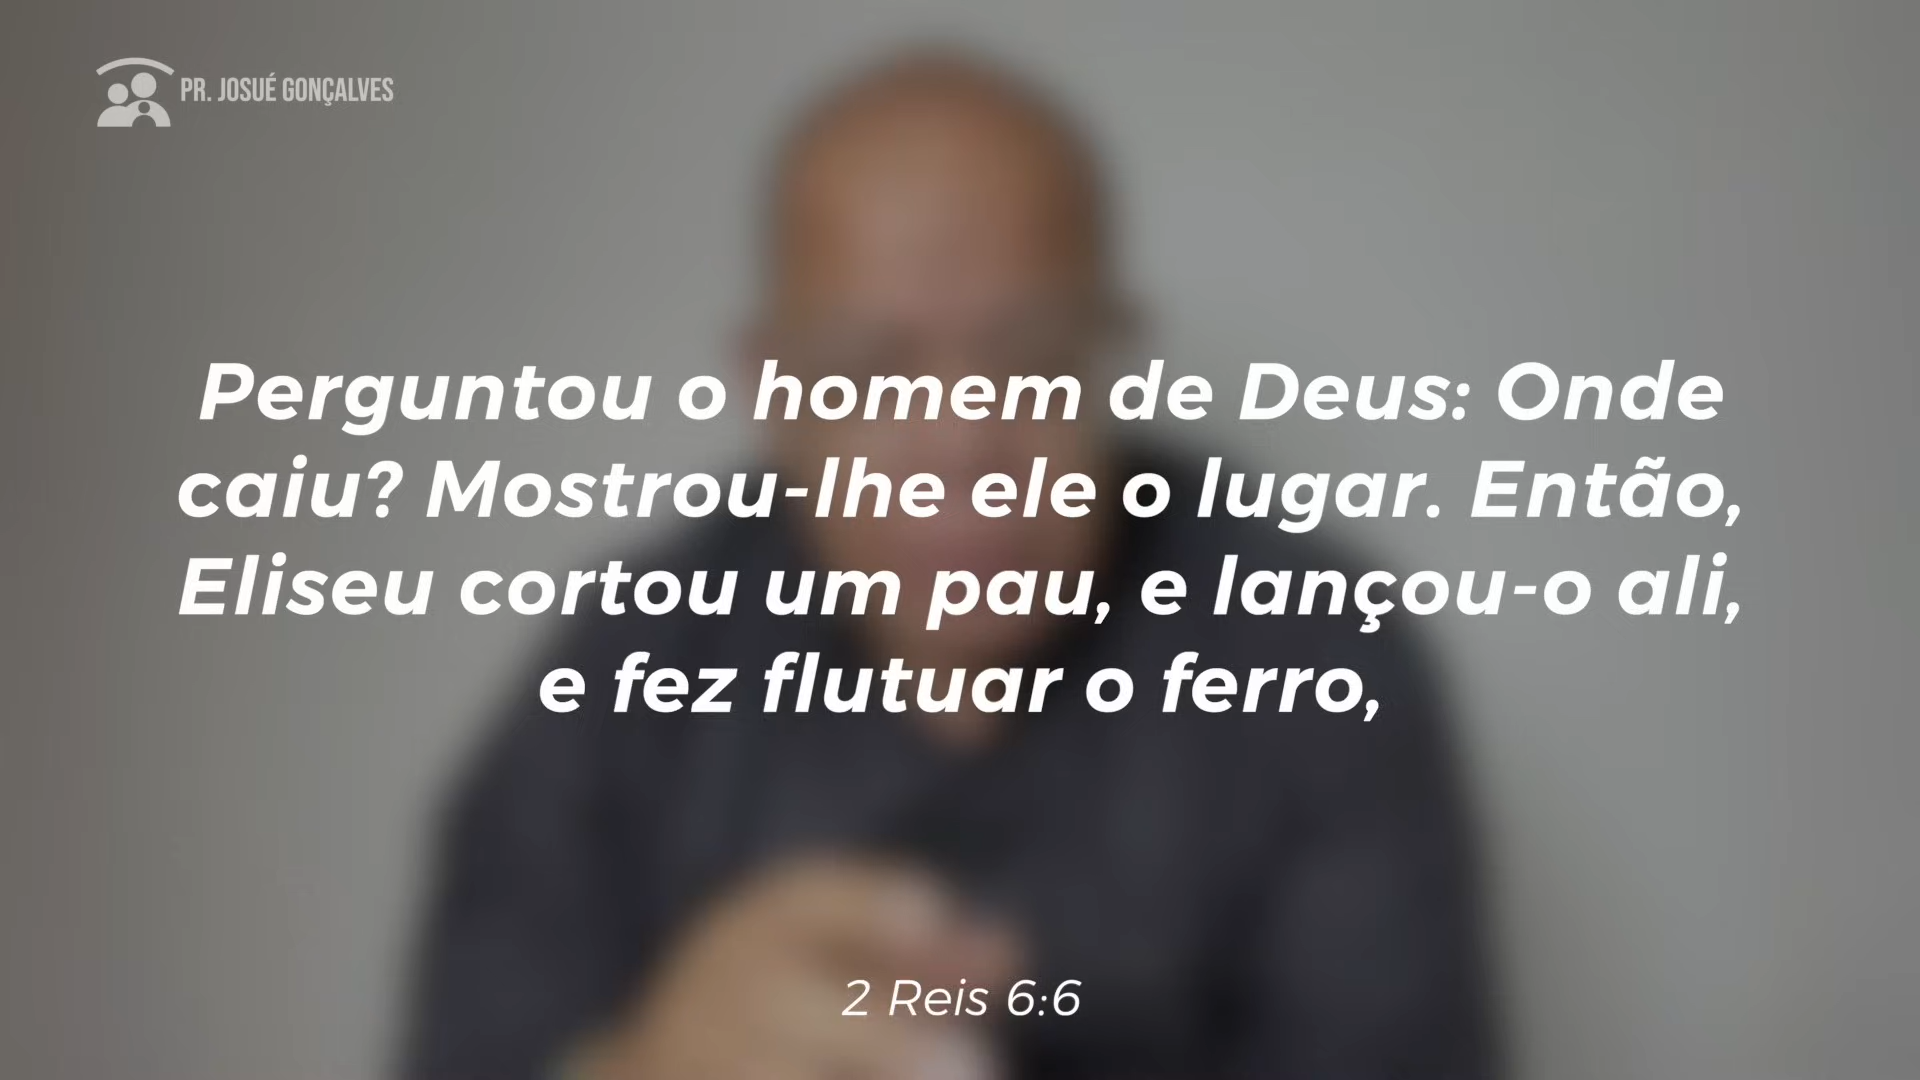 PR. JOSUÉ GONÇALVES
Perguntou o homem de Deus: Onde
caiu? Mostrou-lhe ele o lugar. Então,
Eliseu cortou um pau, e lançou-o ali,
e fez flutuar o ferro,
2 Reis 6:6